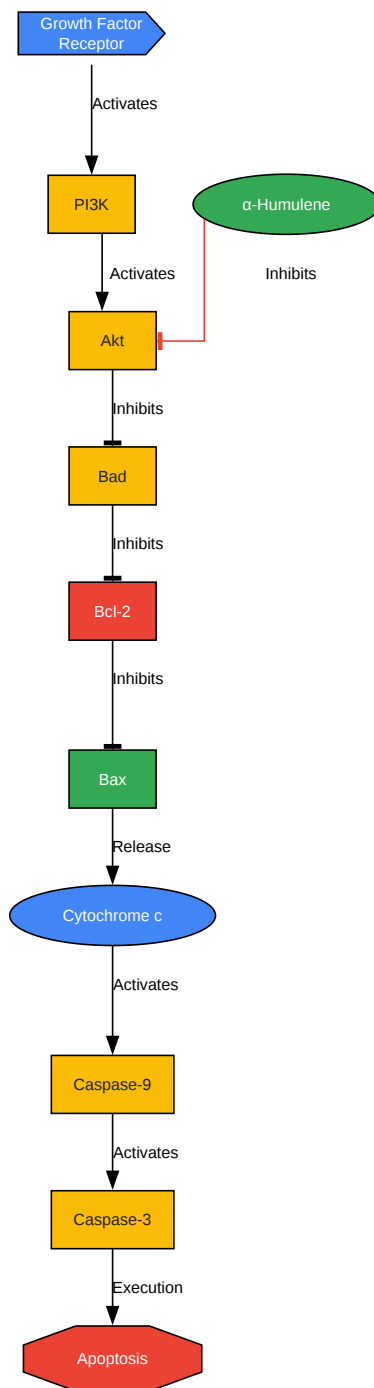 Growth Factor
Receptor
Activates
PI3K
α-Humulene
Activates
Inhibits
Akt
Inhibits
Bad
Inhibits
Bcl-2
Inhibits
Bax
Release
Cytochrome c
Activates
Caspase-9
Activates
Caspase-3
Execution
Apoptosis